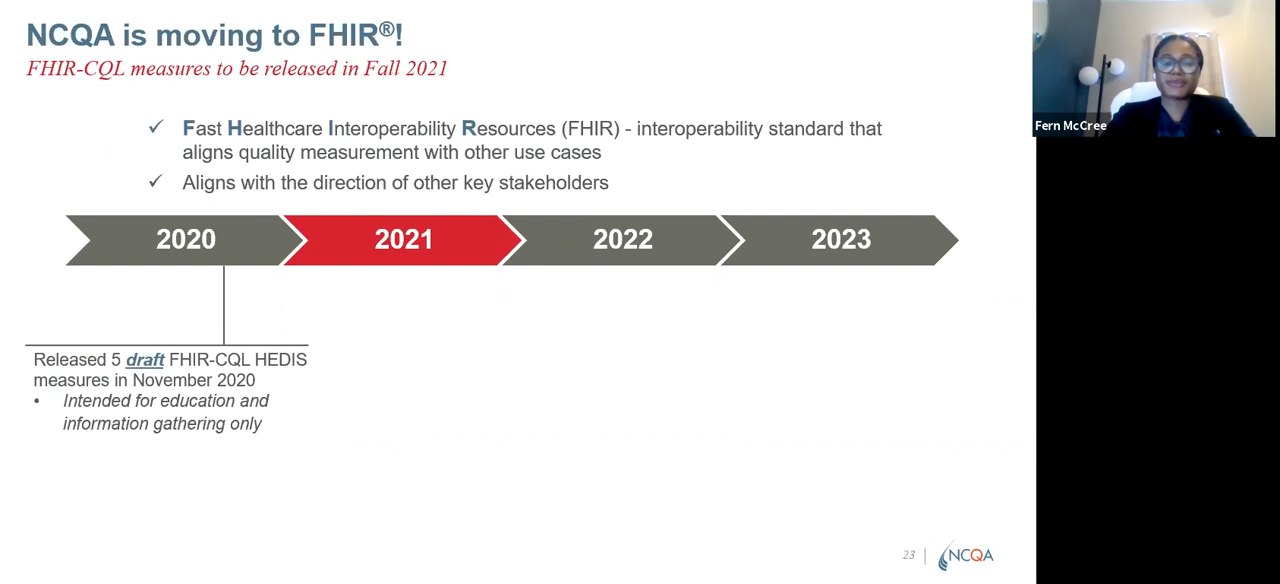 NCQA is moving to FHIR®!
FHIR-CQL measures to be released in Fall 2021
✓ Fast Healthcare Interoperability Resources (FHIR) - interoperability standard that
aligns quality measurement with other use cases
✓ Aligns with the direction of other key stakeholders
2020
2021
2022
2023
Released 5 draft FHIR-CQL HEDIS
measures in November 2020
• Intended for education and
information gathering only
23
NCQA
Fern McCree